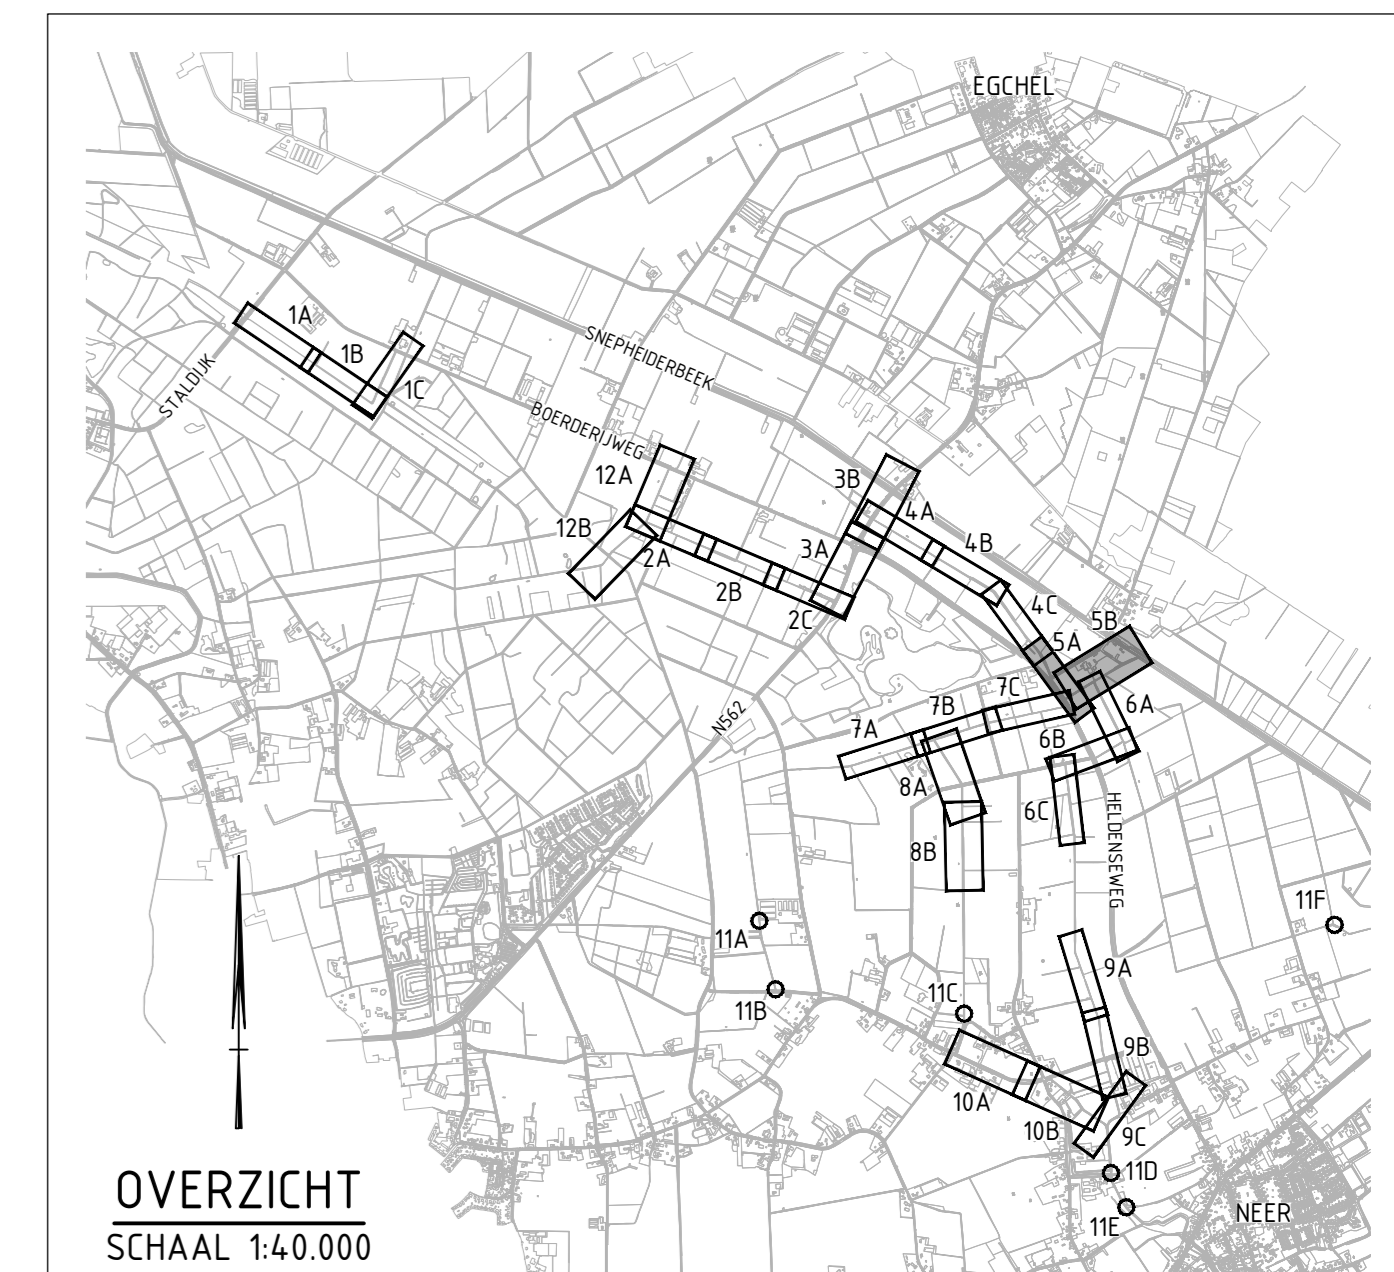 EGCHEL
1A
1B
1C
STALDIJK
SNEPHEIDERBEEK
BOERDERIJWEG
12A
12B
2A
2B
2C
3B
3A
4A
4B
4C
5A
5B
6A
6B
6C
7A
7B
7C
8A
8B
N562
HELDENSEWEG
11A
11B
11C
11F
9A
9B
9C
10A
10B
11D
11E
NEER
OVERZICHT
SCHAAL 1:40.000